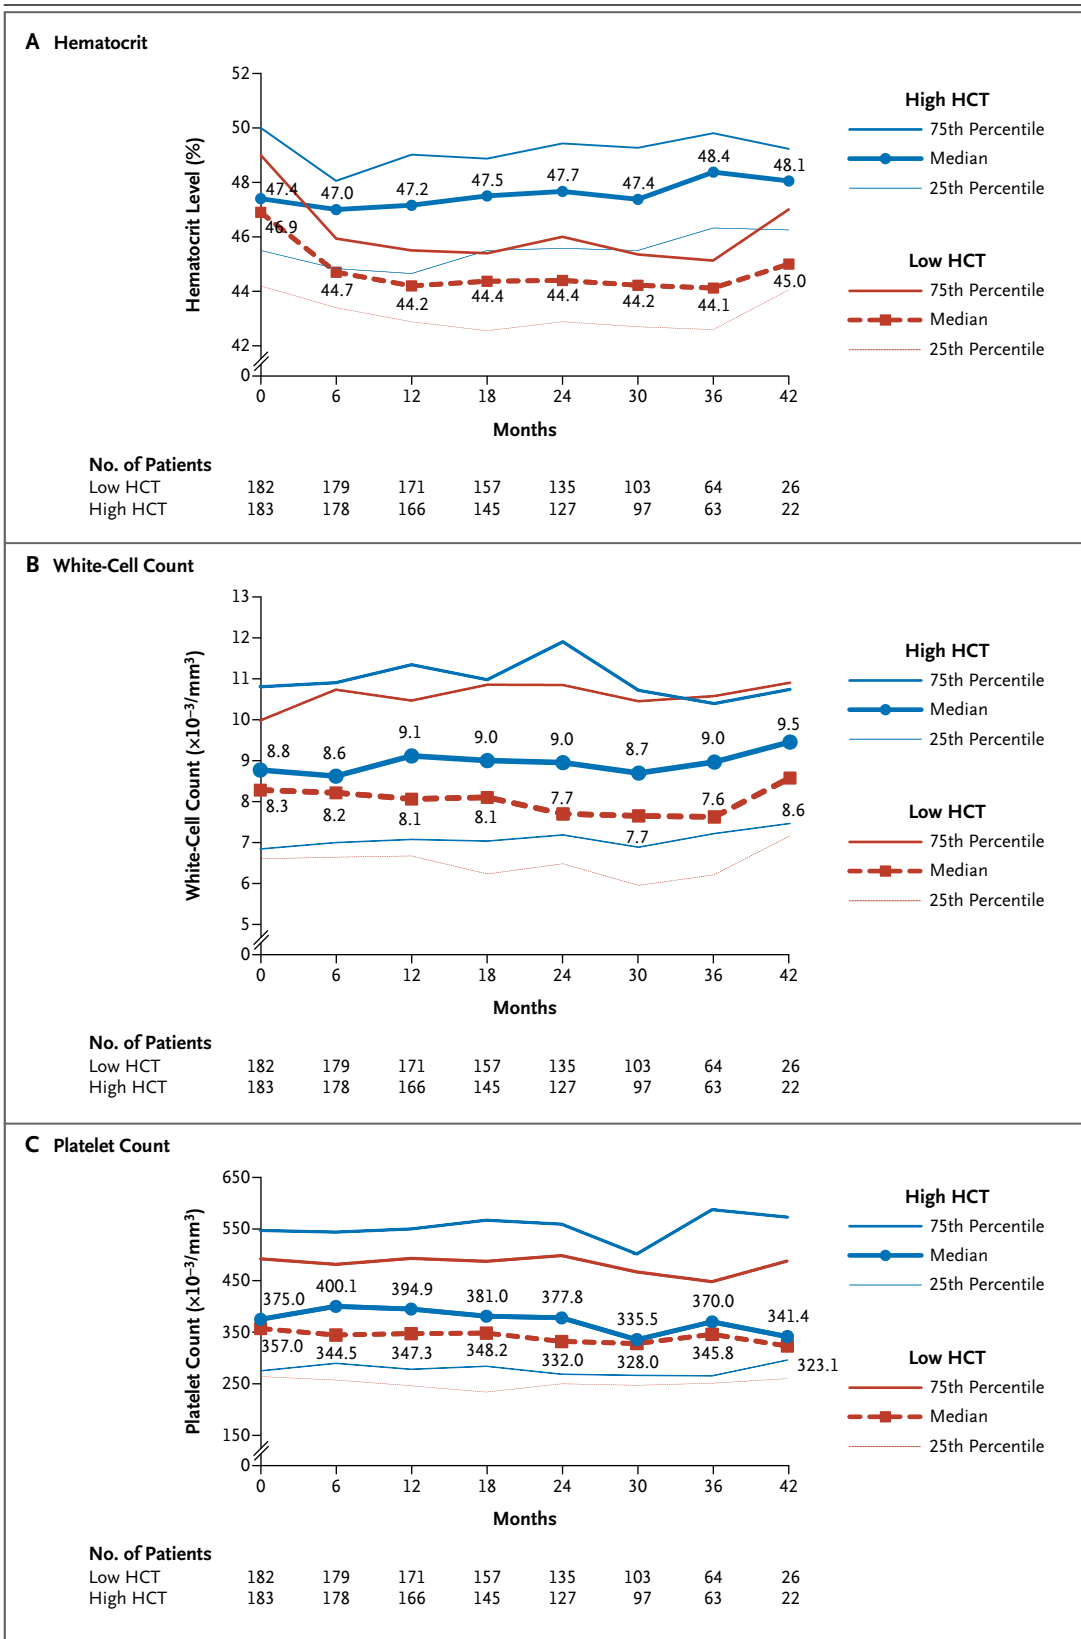 A Hematocrit
52
50
48
46
44
42
0
Hematocrit Level (%)
47.4 47.0 47.2 47.5 47.7 47.4 48.4 48.1
46.9 44.7 44.2 44.4 44.4 44.2 44.1 45.0
0 6 12 18 24 30 36 42
Months
High HCT
75th Percentile
Median
25th Percentile
Low HCT
75th Percentile
Median
25th Percentile
No. of Patients
Low HCT 182 179 171 157 135 103 64 26
High HCT 183 178 166 145 127 97 63 22
B White-Cell Count
13
12
11
10
9
8
7
6
5
0
White-Cell Count (×10⁻³/mm³)
8.8 8.6 9.1 9.0 9.0 8.7 9.0 9.5
8.3 8.2 8.1 8.1 7.7 7.7 7.6 8.6
0 6 12 18 24 30 36 42
Months
High HCT
75th Percentile
Median
25th Percentile
Low HCT
75th Percentile
Median
25th Percentile
No. of Patients
Low HCT 182 179 171 157 135 103 64 26
High HCT 183 178 166 145 127 97 63 22
C Platelet Count
650
550
450
350
250
150
0
Platelet Count (×10⁻³/mm³)
375.0 400.1 394.9 381.0 377.8 335.5 370.0 341.4
357.0 344.5 347.3 348.2 332.0 328.0 345.8 323.1
0 6 12 18 24 30 36 42
Months
High HCT
75th Percentile
Median
25th Percentile
Low HCT
75th Percentile
Median
25th Percentile
No. of Patients
Low HCT 182 179 171 157 135 103 64 26
High HCT 183 178 166 145 127 97 63 22